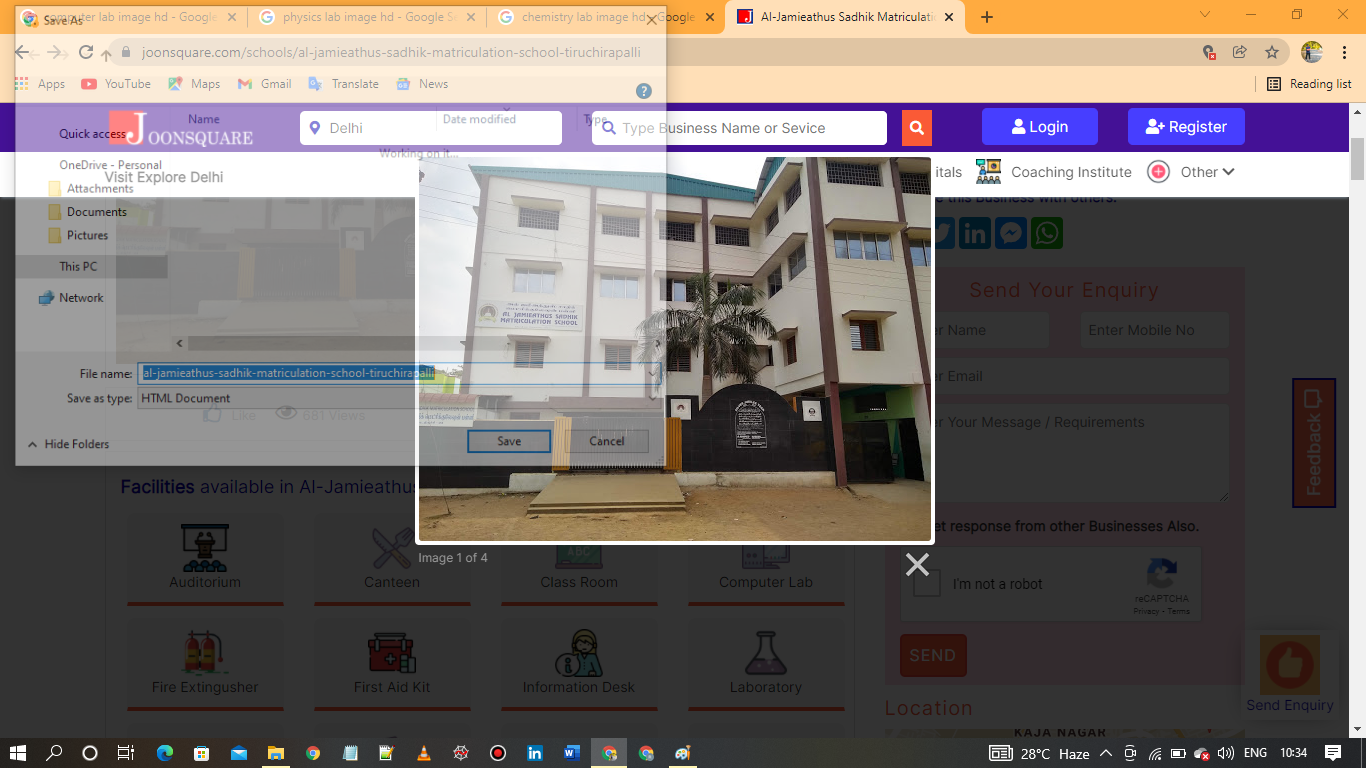 Save As
computer lab image hd - Google
physics lab image hd - Google Se
chemistry lab image hd - Google
Al-Jamieathus Sadhik Matriculati
joonsquare.com/schools/al-jamieathus-sadhik-matriculation-school-tiruchirapalli
Apps
YouTube
Maps
Gmail
Translate
News
Reading list
Quick access
Name
Date modified
Type
JOONSQUARE
Delhi
Type Business Name or Sevice
Login
Register
Working on it...
OneDrive - Personal
Visit Explore Delhi
itals
Coaching Institute
Other
Attachments
Documents
Pictures
this Business with others.
This PC
Network
Send Your Enquiry
AL JAMIEATHUS SADHIK
MATRICULATION SCHOOL
Name
Enter Mobile No
File name:
al-jamieathus-sadhik-matriculation-school-tiruchirapalli
Email
Save as type:
HTML Document
Like
681 Views
Your Message / Requirements
Feedback
Hide Folders
Save
Cancel
Facilities available in Al-Jamieathus
et response from other Businesses Also.
Image 1 of 4
ABC
Auditorium
Canteen
Class Room
Computer Lab
I'm not a robot
reCAPTCHA
Privacy - Terms
SEND
Fire Extingusher
First Aid Kit
Information Desk
Laboratory
Send Enquiry
Location
KAJA NAGAR
28°C Haze
ENG
10:34